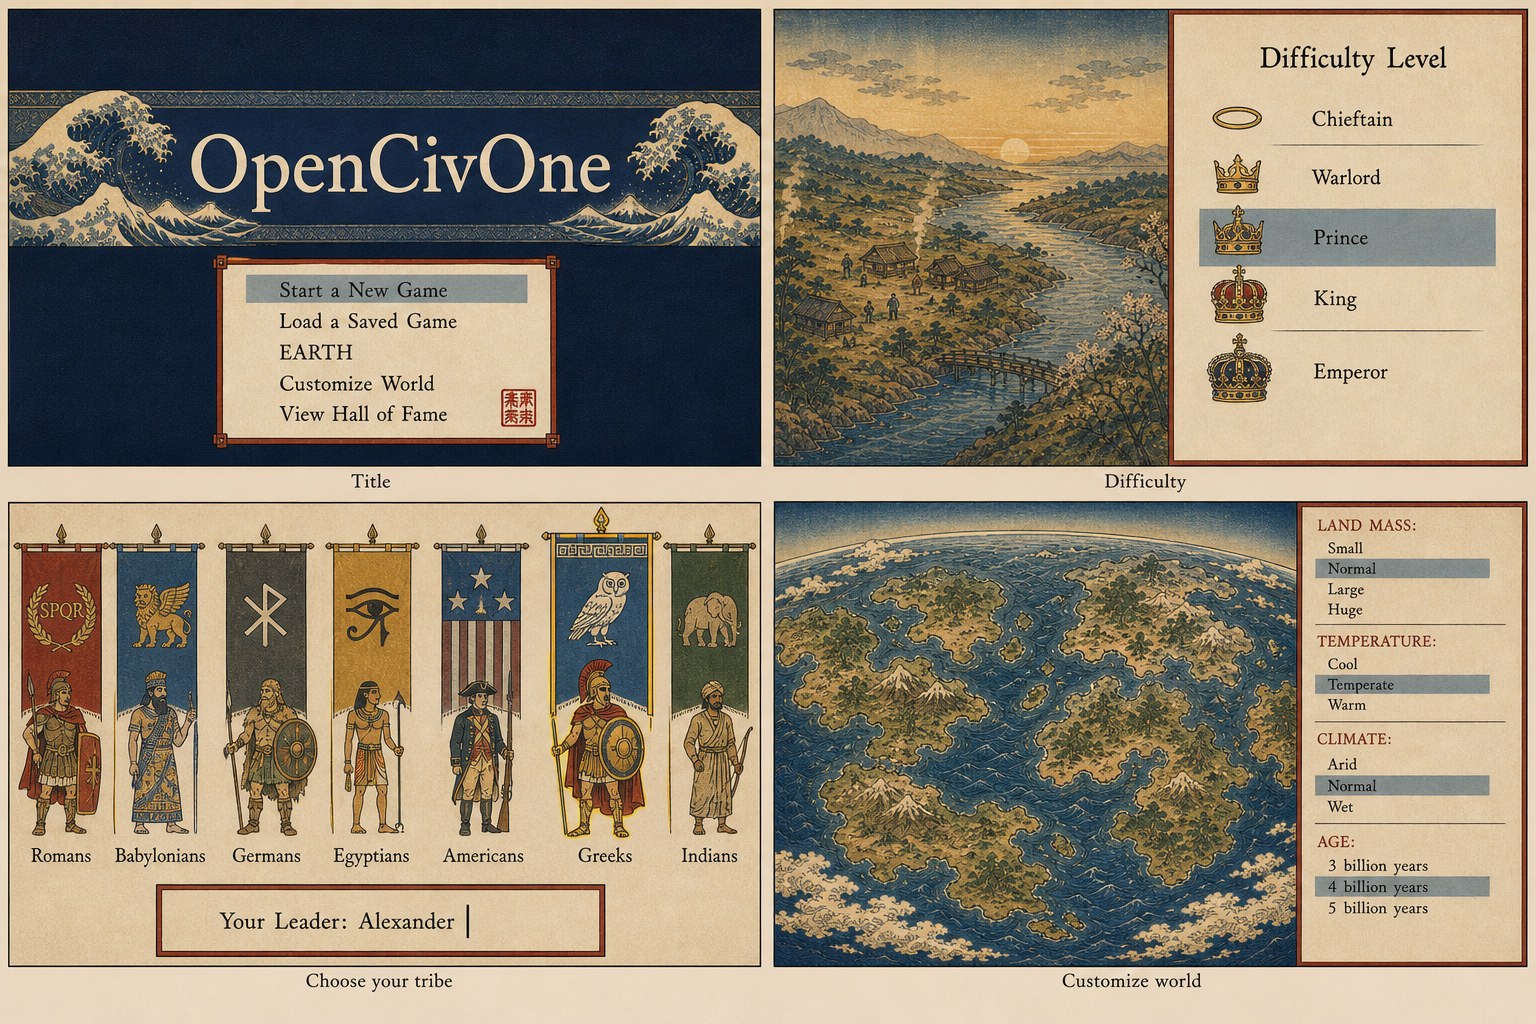 OpenCivOne
Start a New Game
Load a Saved Game
EARTH
Customize World
View Hall of Fame
Title
Difficulty Level
Chieftain
Warlord
Prince
King
Emperor
Difficulty
SPQR
Romans
Babylonians
Germans
Egyptians
Americans
Greeks
Indians
Your Leader: Alexander
Choose your tribe
LAND MASS:
Small
Normal
Large
Huge
TEMPERATURE:
Cool
Temperate
Warm
CLIMATE:
Arid
Normal
Wet
AGE:
3 billion years
4 billion years
5 billion years
Customize world